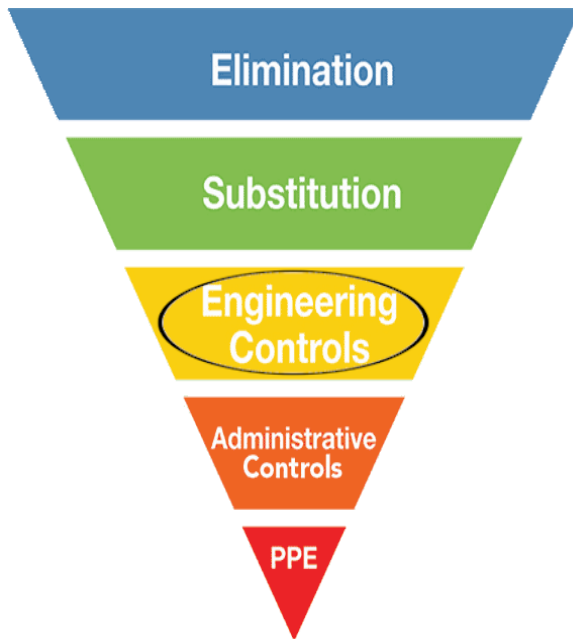 Elimination
Substitution
Engineering
Controls
Administrative
Controls
PPE